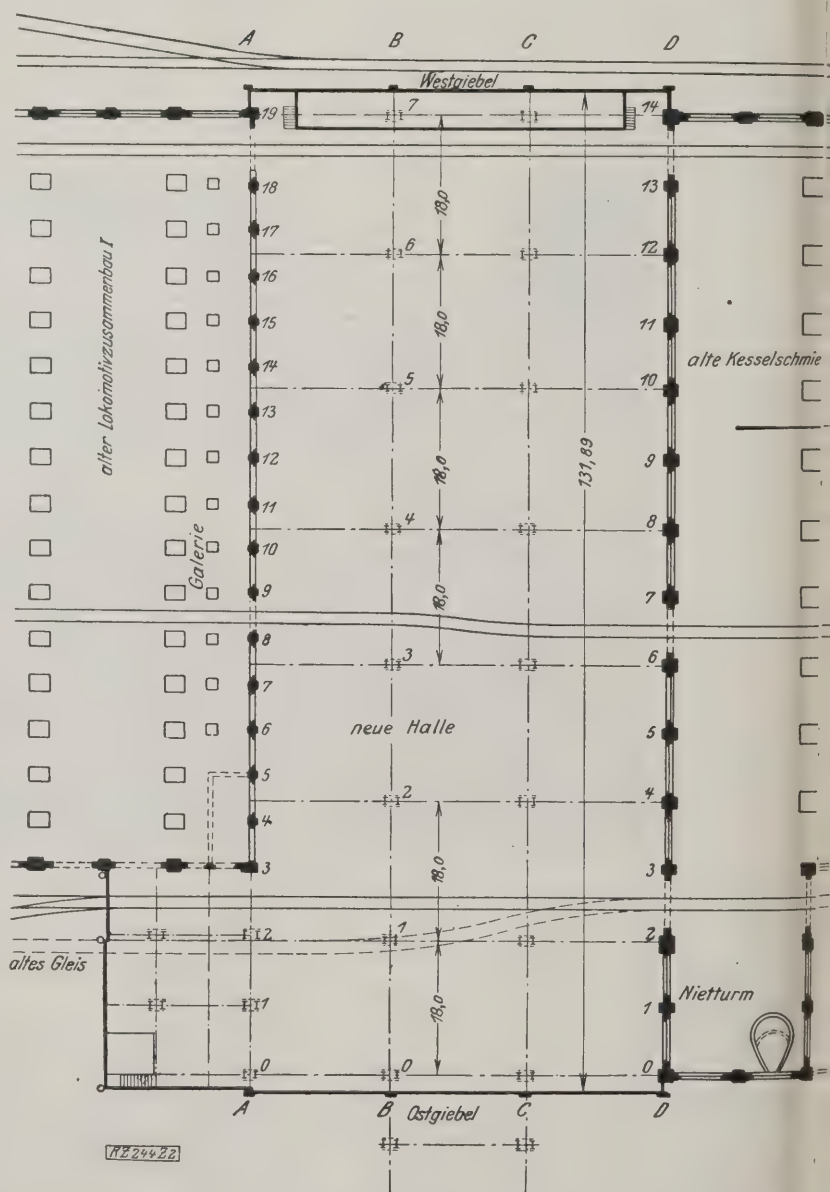 A B C D
Westgiebel
19 7 14
18 13
17 18,0
6 12
16
15 18,0 11
14 5 10
13
12 18,0 131,89 9
11
4 8
10
9 18,0 7
8
3 6
7
6 5
5
2 4
4
3 3
18,0
2 1 2
1 18,0 1
0 0 0
A B C D
Ostgiebel
alter Lokomotivzusammenbau I
Galerie
alte Kesselschmie
neue Halle
altes Gleis
Nietturm
RZ244Z2